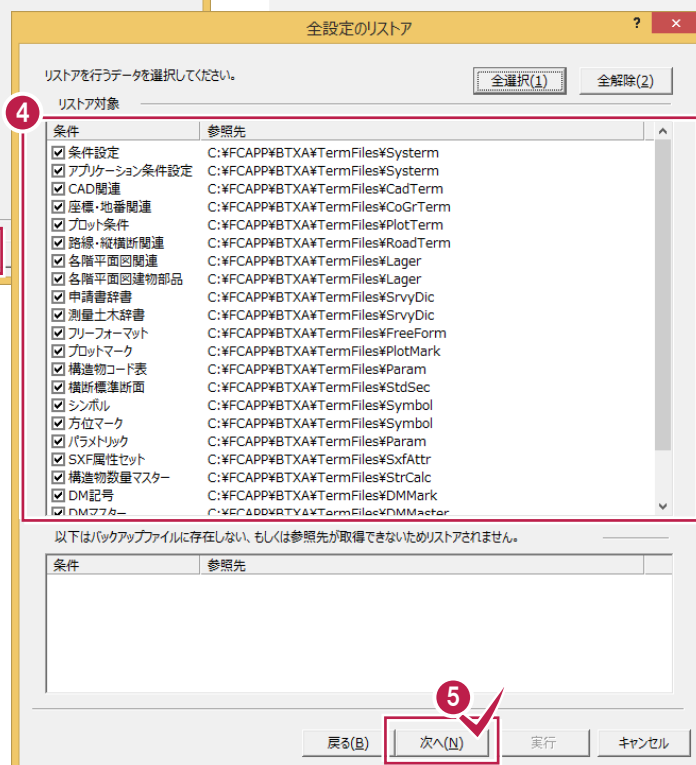 全設定のリストア ? ×
リストアを行うデータを選択してください。
全選択(1) 全解除(2)
リストア対象
4
条件 参照先
条件設定 C:¥FCAPP¥BTXA¥TermFiles¥Systerm
アプリケーション条件設定 C:¥FCAPP¥BTXA¥TermFiles¥Systerm
CAD関連 C:¥FCAPP¥BTXA¥TermFiles¥CadTerm
座標・地番関連 C:¥FCAPP¥BTXA¥TermFiles¥CoGrTerm
プロット条件 C:¥FCAPP¥BTXA¥TermFiles¥PlotTerm
路線・縦横断関連 C:¥FCAPP¥BTXA¥TermFiles¥RoadTerm
各階平面図関連 C:¥FCAPP¥BTXA¥TermFiles¥Lager
各階平面図建物部品 C:¥FCAPP¥BTXA¥TermFiles¥Lager
申請書辞書 C:¥FCAPP¥BTXA¥TermFiles¥SrvyDic
測量土木辞書 C:¥FCAPP¥BTXA¥TermFiles¥SrvyDic
フリーフォーマット C:¥FCAPP¥BTXA¥TermFiles¥FreeForm
プロットマーク C:¥FCAPP¥BTXA¥TermFiles¥PlotMark
構造物コード表 C:¥FCAPP¥BTXA¥TermFiles¥Param
横断標準断面 C:¥FCAPP¥BTXA¥TermFiles¥StdSec
シンボル C:¥FCAPP¥BTXA¥TermFiles¥Symbol
方位マーク C:¥FCAPP¥BTXA¥TermFiles¥Symbol
パラメトリック C:¥FCAPP¥BTXA¥TermFiles¥Param
SXF属性セット C:¥FCAPP¥BTXA¥TermFiles¥SxfAttr
構造物数量マスター C:¥FCAPP¥BTXA¥TermFiles¥StrCalc
DM記号 C:¥FCAPP¥BTXA¥TermFiles¥DMMark
DMマスター C:¥FCAPP¥BTXA¥TermFiles¥DMMaster
以下はバックアップファイルに存在しない、もしくは参照先が取得できないためリストアされません。
条件 参照先
5
戻る(B) 次へ(N) 実行 キャンセル